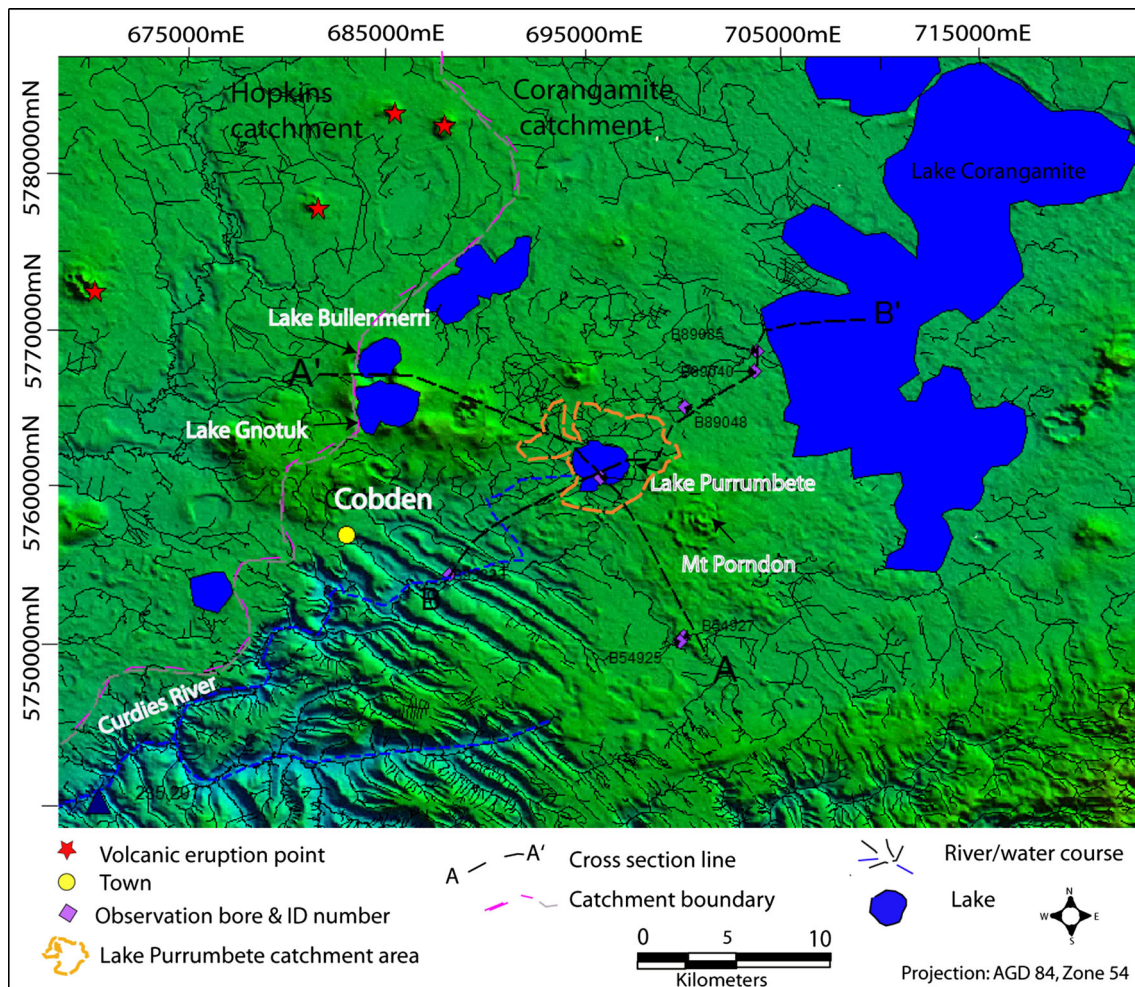 675000mE
685000mE
695000mE
705000mE
715000mE
5780000mN
5770000mN
5760000mN
5750000mN
Hopkins
catchment
Corangamite
catchment
Lake Corangamite
Lake Bullenmerri
A'
B'
B89085
B89040
B89048
Lake Gnotuk
Cobden
Lake Purrumbete
Mt Porndon
B
B54927
B54925
A
Curdies River
Volcanic eruption point
Town
Observation bore & ID number
Lake Purrumbete catchment area
A
A'
Cross section line
Catchment boundary
0 5 10
Kilometers
River/water course
Lake
N
W E
S
Projection: AGD 84, Zone 54